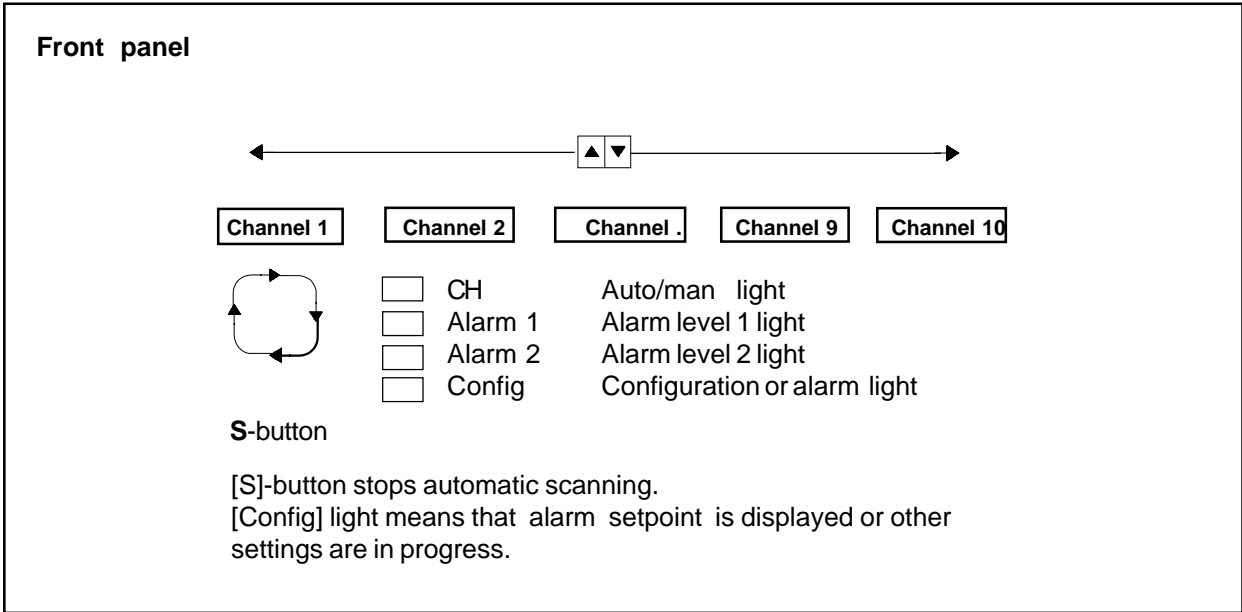 Front panel
▲ ▼
Channel 1 Channel 2 Channel . Channel 9 Channel 10
CH Auto/man light
Alarm 1 Alarm level 1 light
Alarm 2 Alarm level 2 light
Config Configuration or alarm light
S-button
[S]-button stops automatic scanning.
[Config] light means that alarm setpoint is displayed or other
settings are in progress.